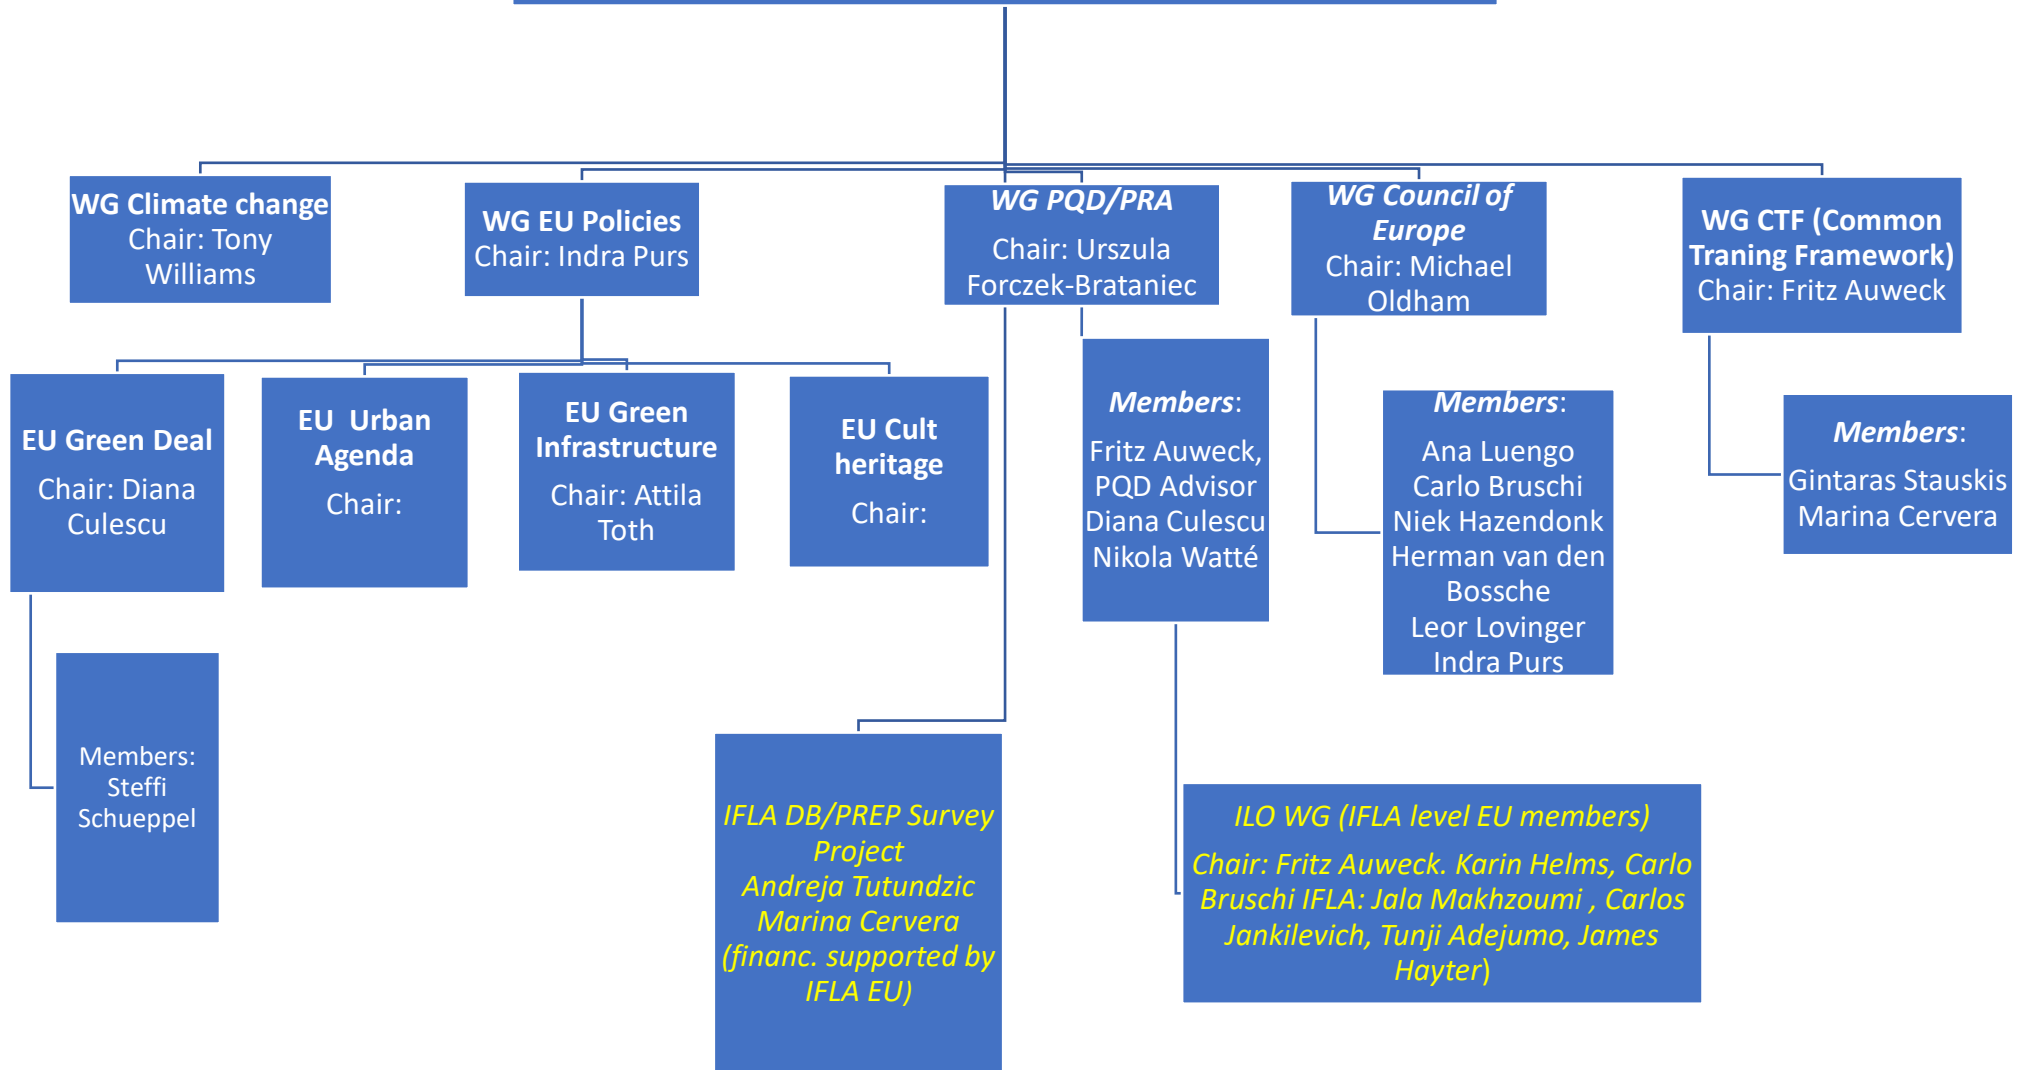 WG Climate change
Chair: Tony
Williams
WG EU Policies
Chair: Indra Purs
WG PQD/PRA
Chair: Urszula
Forczek-Brataniec
WG Council of
Europe
Chair: Michael
Oldham
WG CTF (Common
Traning Framework)
Chair: Fritz Auweck
EU Green Deal
Chair: Diana
Culescu
EU  Urban
Agenda
Chair:
EU Green
Infrastructure
Chair: Attila
Toth
EU Cult
heritage
Chair:
Members:
Fritz Auweck,
PQD Advisor
Diana Culescu
Nikola Watté
Members:
Ana Luengo
Carlo Bruschi
Niek Hazendonk
Herman van den
Bossche
Leor Lovinger
Indra Purs
Members:
Gintaras Stauskis
Marina Cervera
Members:
Steffi
Schueppel
IFLA DB/PREP Survey
Project
Andreja Tutundzic
Marina Cervera
(financ. supported by
IFLA EU)
ILO WG (IFLA level EU members)
Chair: Fritz Auweck. Karin Helms, Carlo
Bruschi IFLA: Jala Makhzoumi , Carlos
Jankilevich, Tunji Adejumo, James
Hayter)